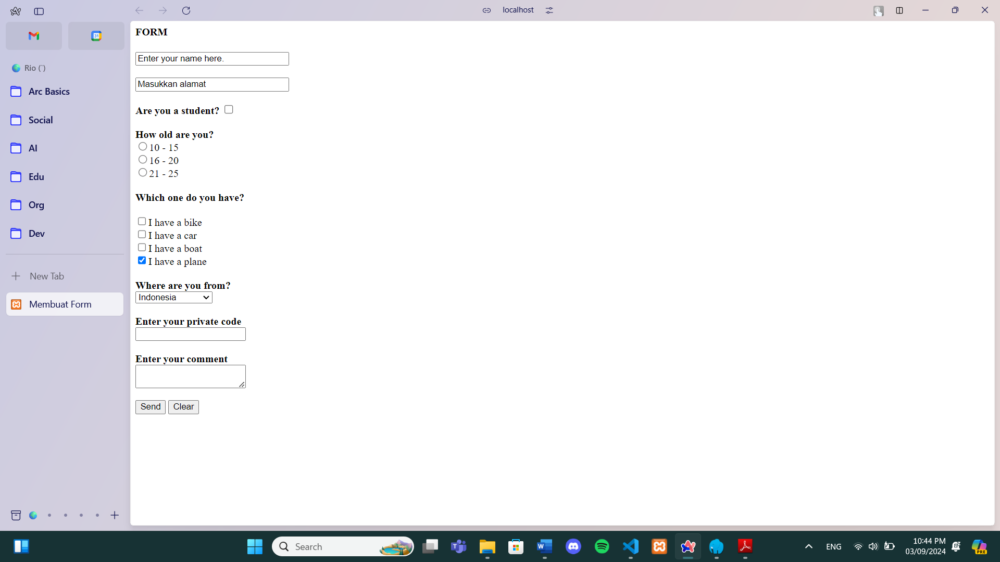 localhost
31
Rio (`)
Arc Basics
Social
AI
Edu
Org
Dev
New Tab
Membuat Form
FORM
Enter your name here.
Masukkan alamat
Are you a student?
How old are you?
10 - 15
16 - 20
21 - 25
Which one do you have?
I have a bike
I have a car
I have a boat
I have a plane
Where are you from?
Indonesia
Enter your private code
Enter your comment
Send Clear
Search
ENG
10:44 PM
03/09/2024
PRE